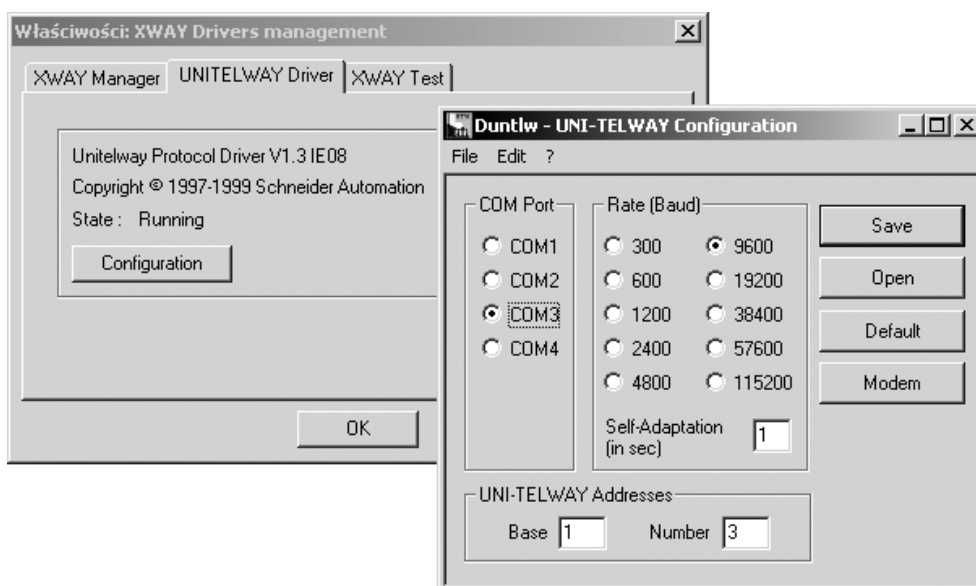 Właściwości: XWAY Drivers management
XWAY Manager UNITELWAY Driver XWAY Test
Unitelway Protocol Driver V1.3 IE08
Copyright © 1997-1999 Schneider Automation
State : Running
Configuration
OK
Duntlw - UNI-TELWAY Configuration
File Edit ?
COM Port
COM1
COM2
COM3
COM4
Rate (Baud)
300 9600
600 19200
1200 38400
2400 57600
4800 115200
Self-Adaptation
(in sec) 1
Save
Open
Default
Modem
UNI-TELWAY Addresses
Base 1 Number 3